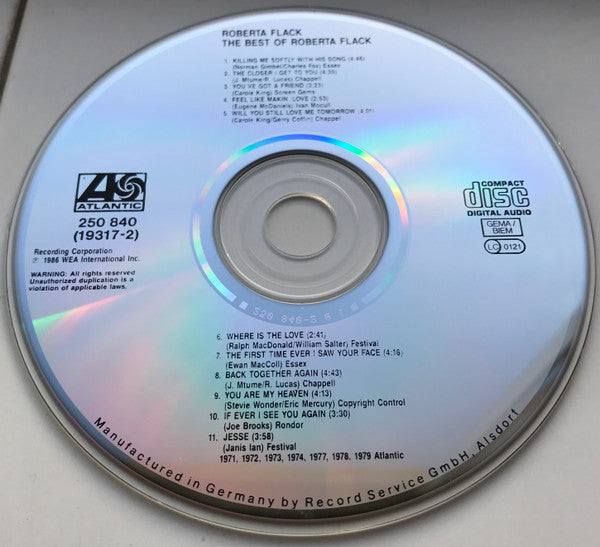 ROBERTA FLACK
THE BEST OF ROBERTA FLACK
1. KILLING ME SOFTLY WITH HIS SONG (4:46)
(Norman Gimbel/Charles Fox) Essex
2. THE CLOSER I GET TO YOU (4:35)
(J. Mtume/R. Lucas) Chappell
3. YOU'VE GOT A FRIEND (3:23)
(Carole King) Screen Gems
4. FEEL LIKE MAKIN' LOVE (2:53)
(Eugene McDaniels) Ivan Mogull
5. WILL YOU STILL LOVE ME TOMORROW (4:01)
(Carole King/Gerry Goffin) Chappell
ATLANTIC
250 840
(19317-2)
Recording Corporation
℗ 1986 WEA International Inc.
WARNING: All rights reserved
Unauthorized duplication is a
violation of applicable laws.
COMPACT
disc
DIGITAL AUDIO
GEMA/
BIEM
LC 0121
6. WHERE IS THE LOVE (2:41)
(Ralph MacDonald/William Salter) Festival
7. THE FIRST TIME EVER I SAW YOUR FACE (4:16)
(Ewan MacColl) Essex
8. BACK TOGETHER AGAIN (4:43)
(J. Mtume/R. Lucas) Chappell
9. YOU ARE MY HEAVEN (4:13)
(Stevie Wonder/Eric Mercury) Copyright Control
10. IF EVER I SEE YOU AGAIN (3:30)
(Joe Brooks) Rondor
11. JESSE (3:58)
(Janis Ian) Festival
1971, 1972, 1973, 1974, 1977, 1978, 1979 Atlantic
Manufactured in Germany by Record Service GmbH, Alsdorf